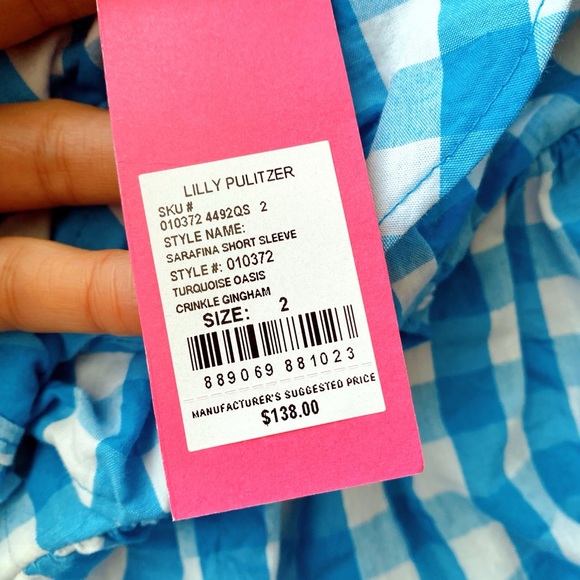 LILLY PULITZER
SKU #
010372 4492QS 2
STYLE NAME:
SARAFINA SHORT SLEEVE
STYLE #: 010372
TURQUOISE OASIS
CRINKLE GINGHAM
SIZE: 2
889069 881023
MANUFACTURER'S SUGGESTED PRICE
$138.00